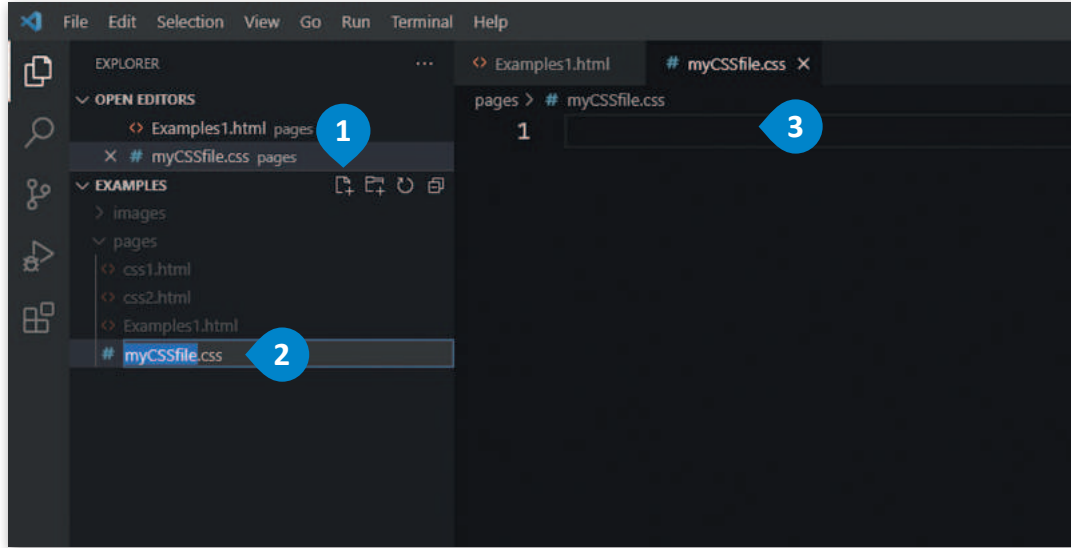 File Edit Selection View Go Run Terminal Help
EXPLORER ...
OPEN EDITORS
Examples1.html pages
1
myCSSfile.css pages
EXAMPLES
images
pages
css1.html
css2.html
Examples1.html
# myCSSfile.css
2
Examples1.html # myCSSfile.css
pages > # myCSSfile.css
1
3